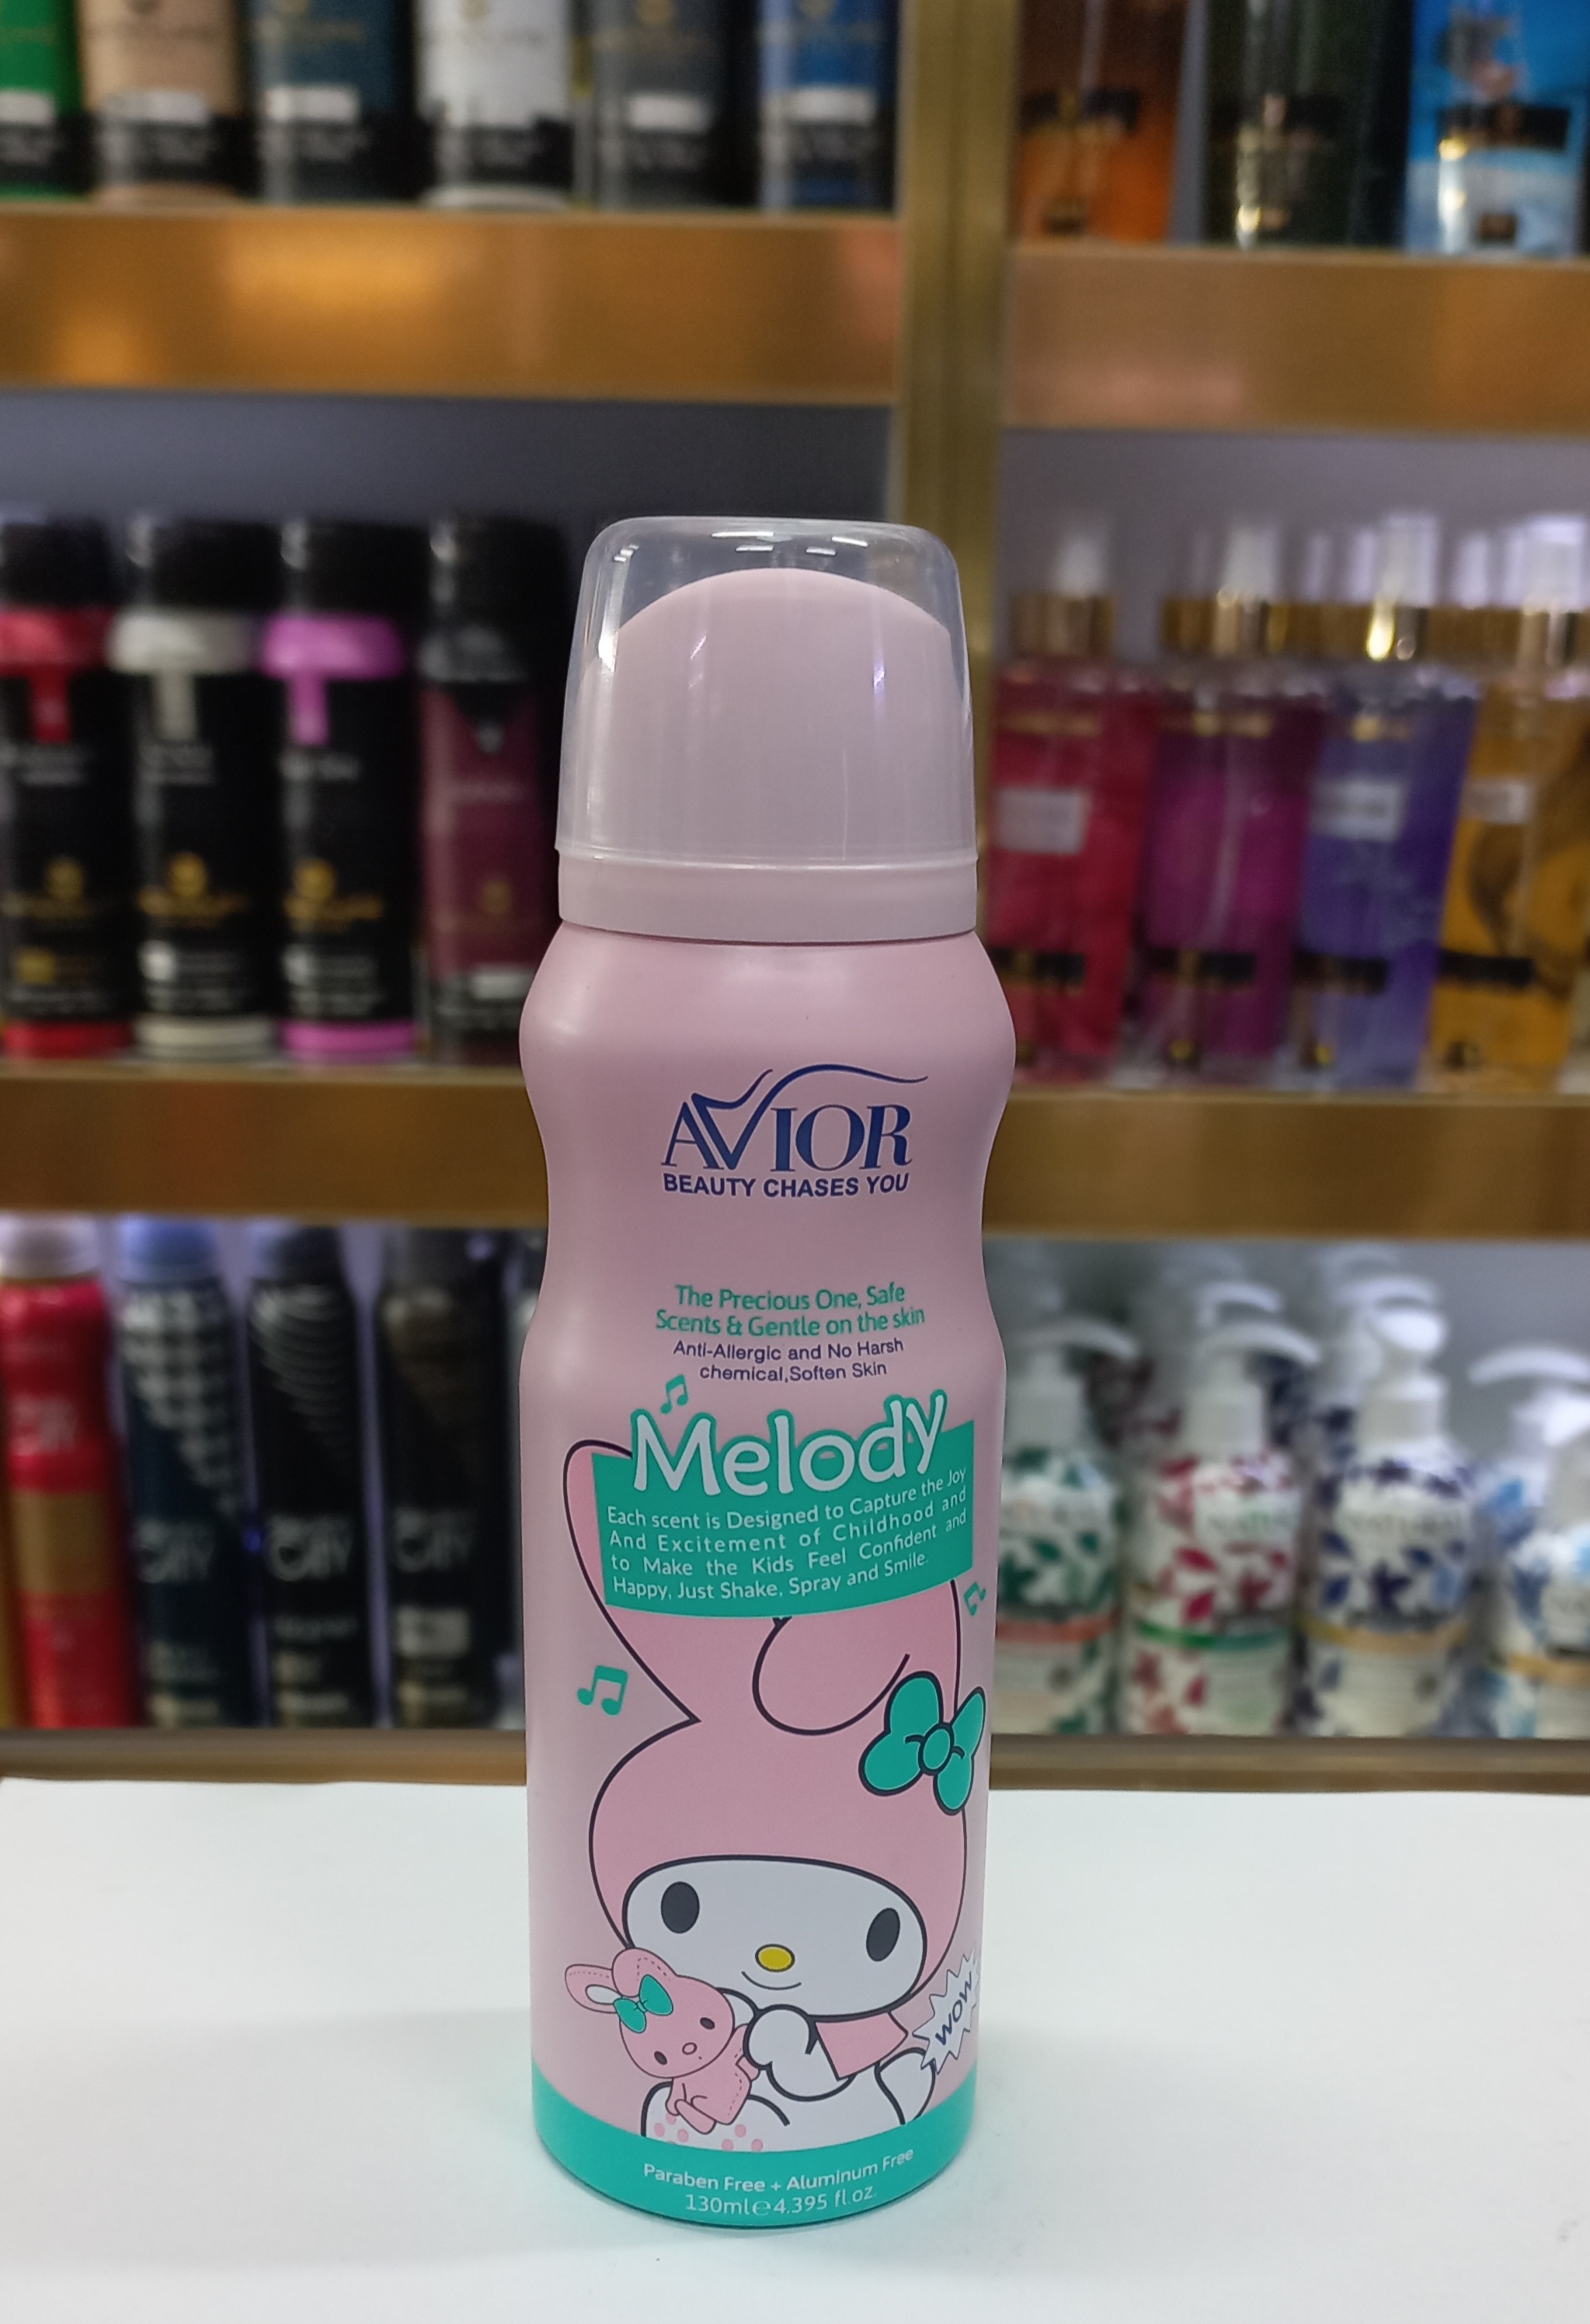 AVIOR
BEAUTY CHASES YOU
The Precious One, Safe
Scents & Gentle on the skin
Anti-Allergic and No Harsh
chemical,Soften Skin
Melody
Each scent is Designed to Capture the Joy
And Excitement of Childhood and
to Make the Kids Feel Confident and
Happy, Just Shake, Spray and Smile.
WOW
Paraben Free + Aluminum Free
130ml℮4.395 fl.oz.